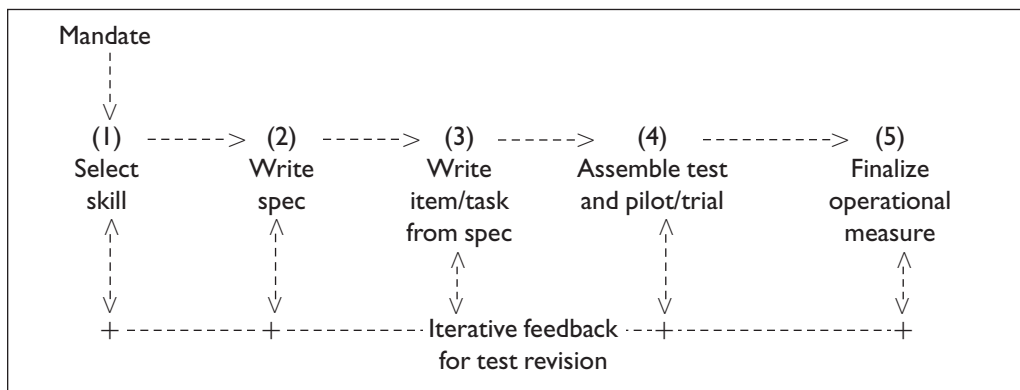 Mandate
(1) (2) (3) (4) (5)
Select Write Write Assemble test Finalize
skill spec item/task and pilot/trial operational
from spec measure
Iterative feedback
for test revision